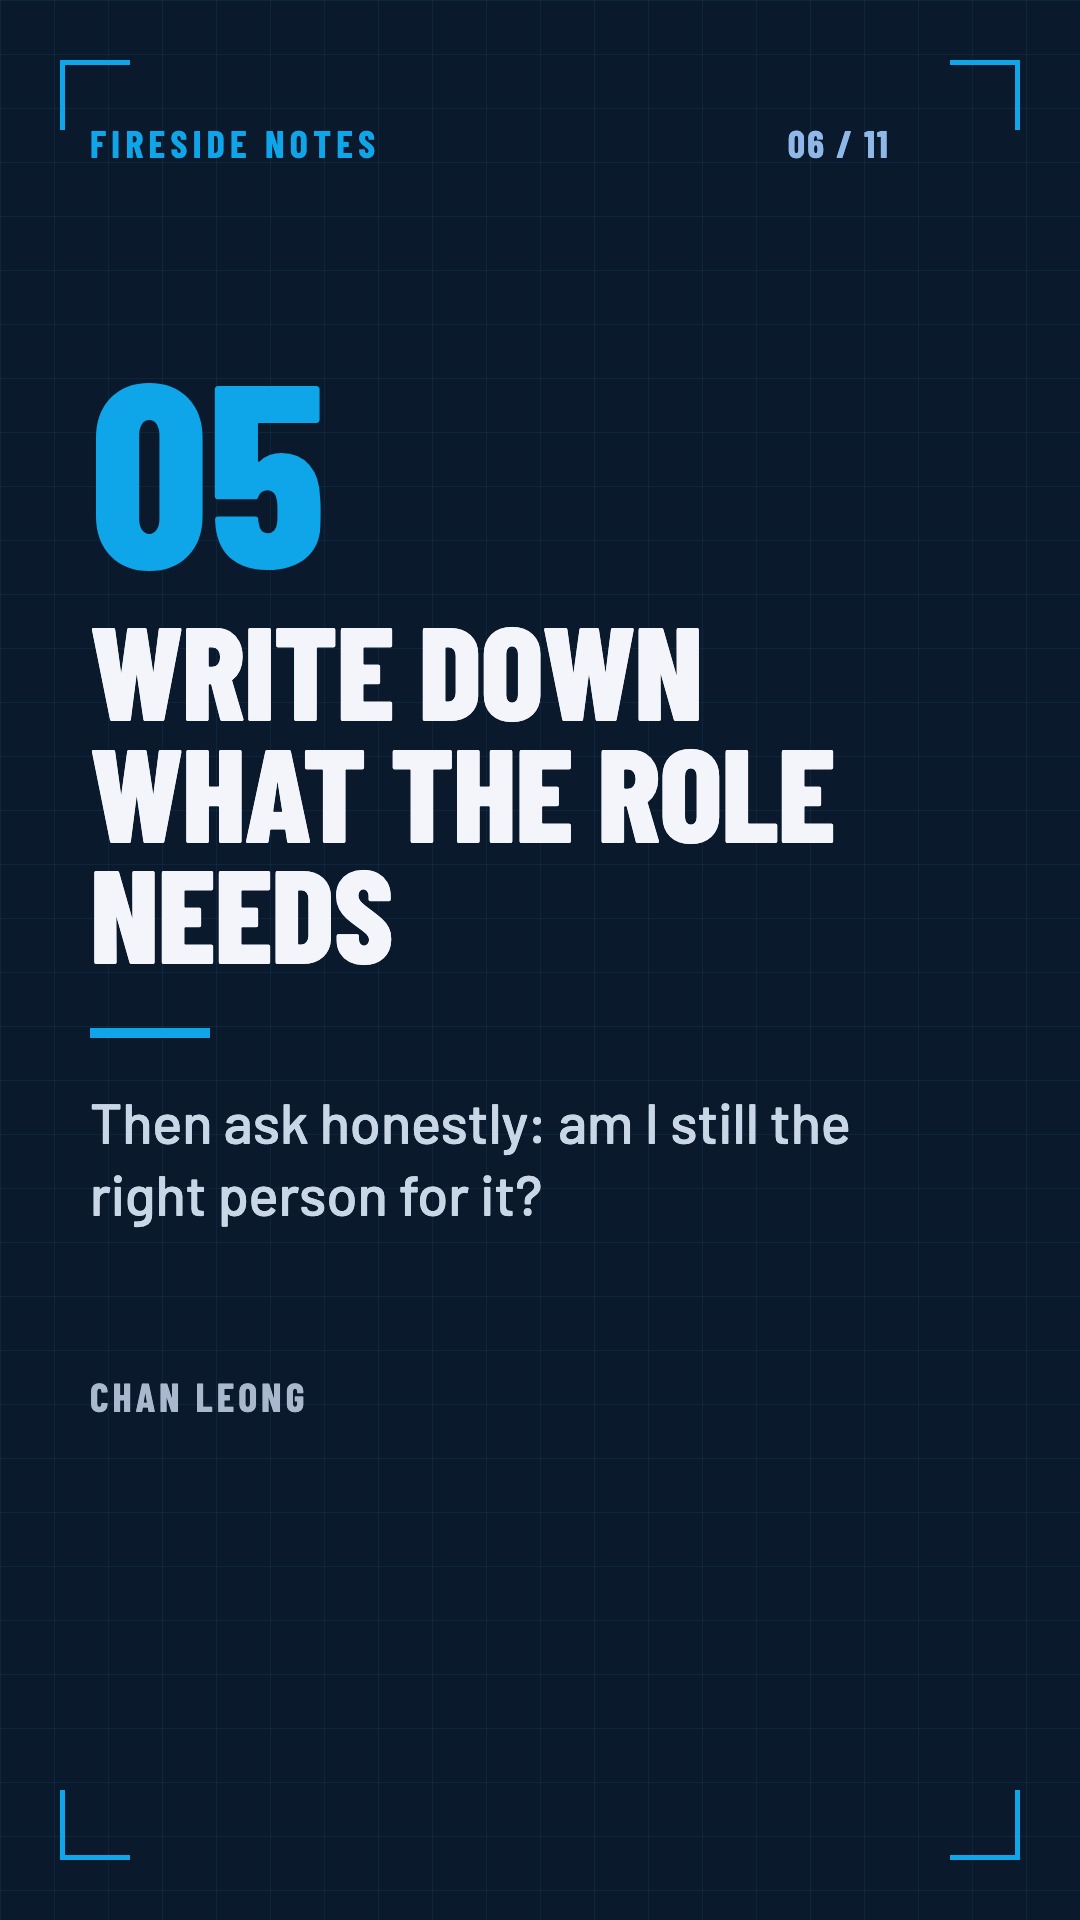 FIRESIDE NOTES
06 / 11
05
WRITE DOWN
WHAT THE ROLE
NEEDS
Then ask honestly: am I still the
right person for it?
CHAN LEONG